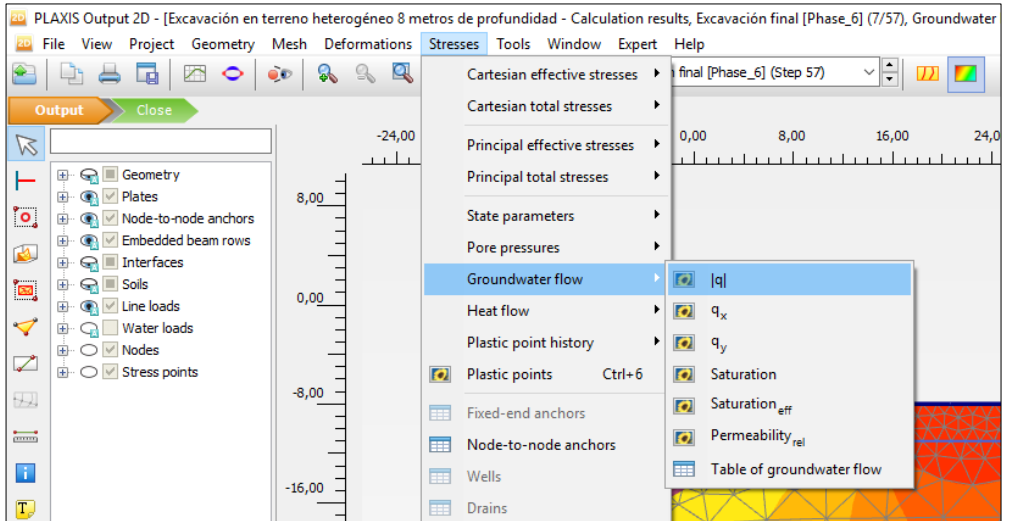 PLAXIS Output 2D - [Excavación en terreno heterogéneo 8 metros de profundidad - Calculation results, Excavación final [Phase_6] (7/57), Groundwater
File View Project Geometry Mesh Deformations Stresses Tools Window Expert Help
Cartesian effective stresses
final [Phase_6] (Step 57)
Output Close
Cartesian total stresses
-24,00 0,00 8,00 16,00 24,0
Principal effective stresses
Principal total stresses
State parameters
Pore pressures
Groundwater flow
Heat flow
Plastic point history
Plastic points Ctrl+6
Fixed-end anchors
Node-to-node anchors
Wells
Drains
|q|
qx
qy
Saturation
Saturation eff
Permeability rel
Table of groundwater flow
Geometry
Plates
Node-to-node anchors
Embedded beam rows
Interfaces
Soils
Line loads
Water loads
Nodes
Stress points
8,00
0,00
-8,00
-16,00